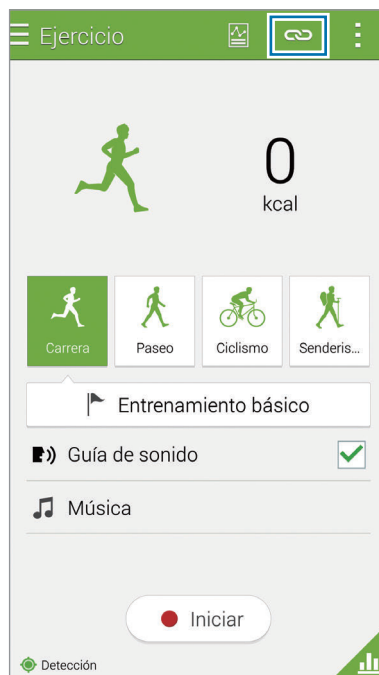 Ejercicio
0
kcal
Carrera
Paseo
Ciclismo
Senderis...
Entrenamiento básico
Guía de sonido
Música
Iniciar
Detección